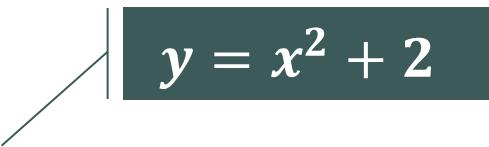 y = x² + 2